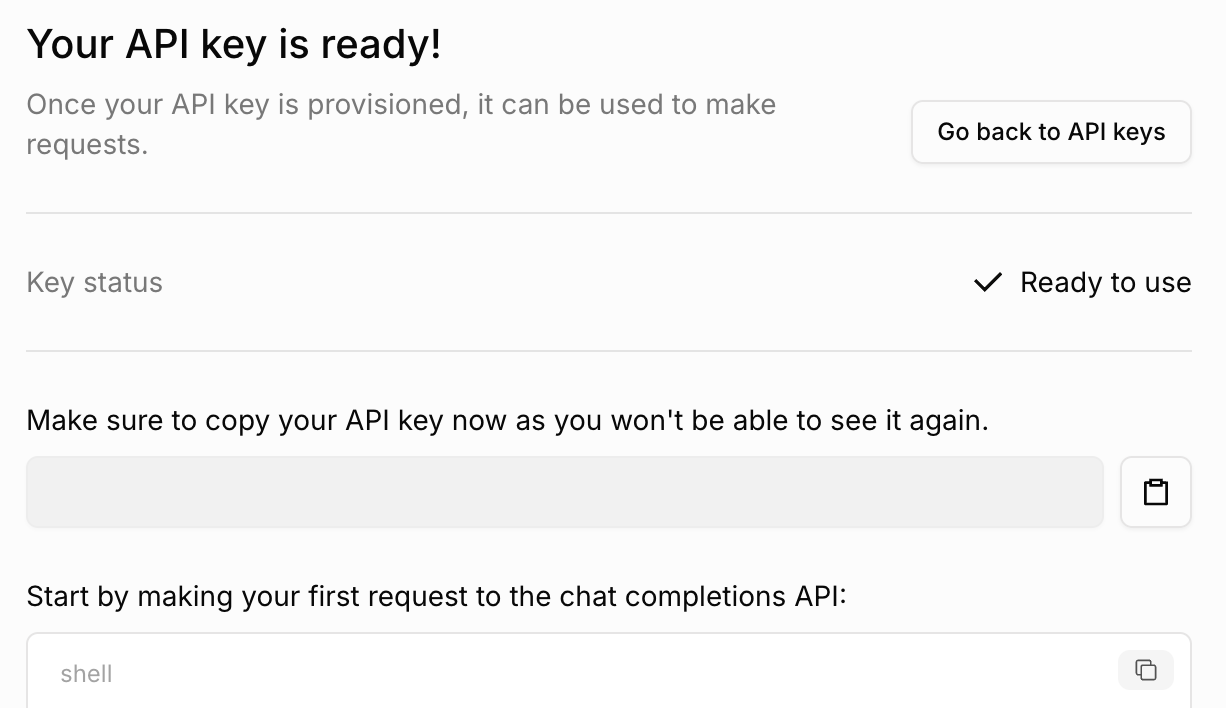 Your API key is ready!
Once your API key is provisioned, it can be used to make
requests.
Go back to API keys
Key status
Ready to use
Make sure to copy your API key now as you won't be able to see it again.
Start by making your first request to the chat completions API:
shell